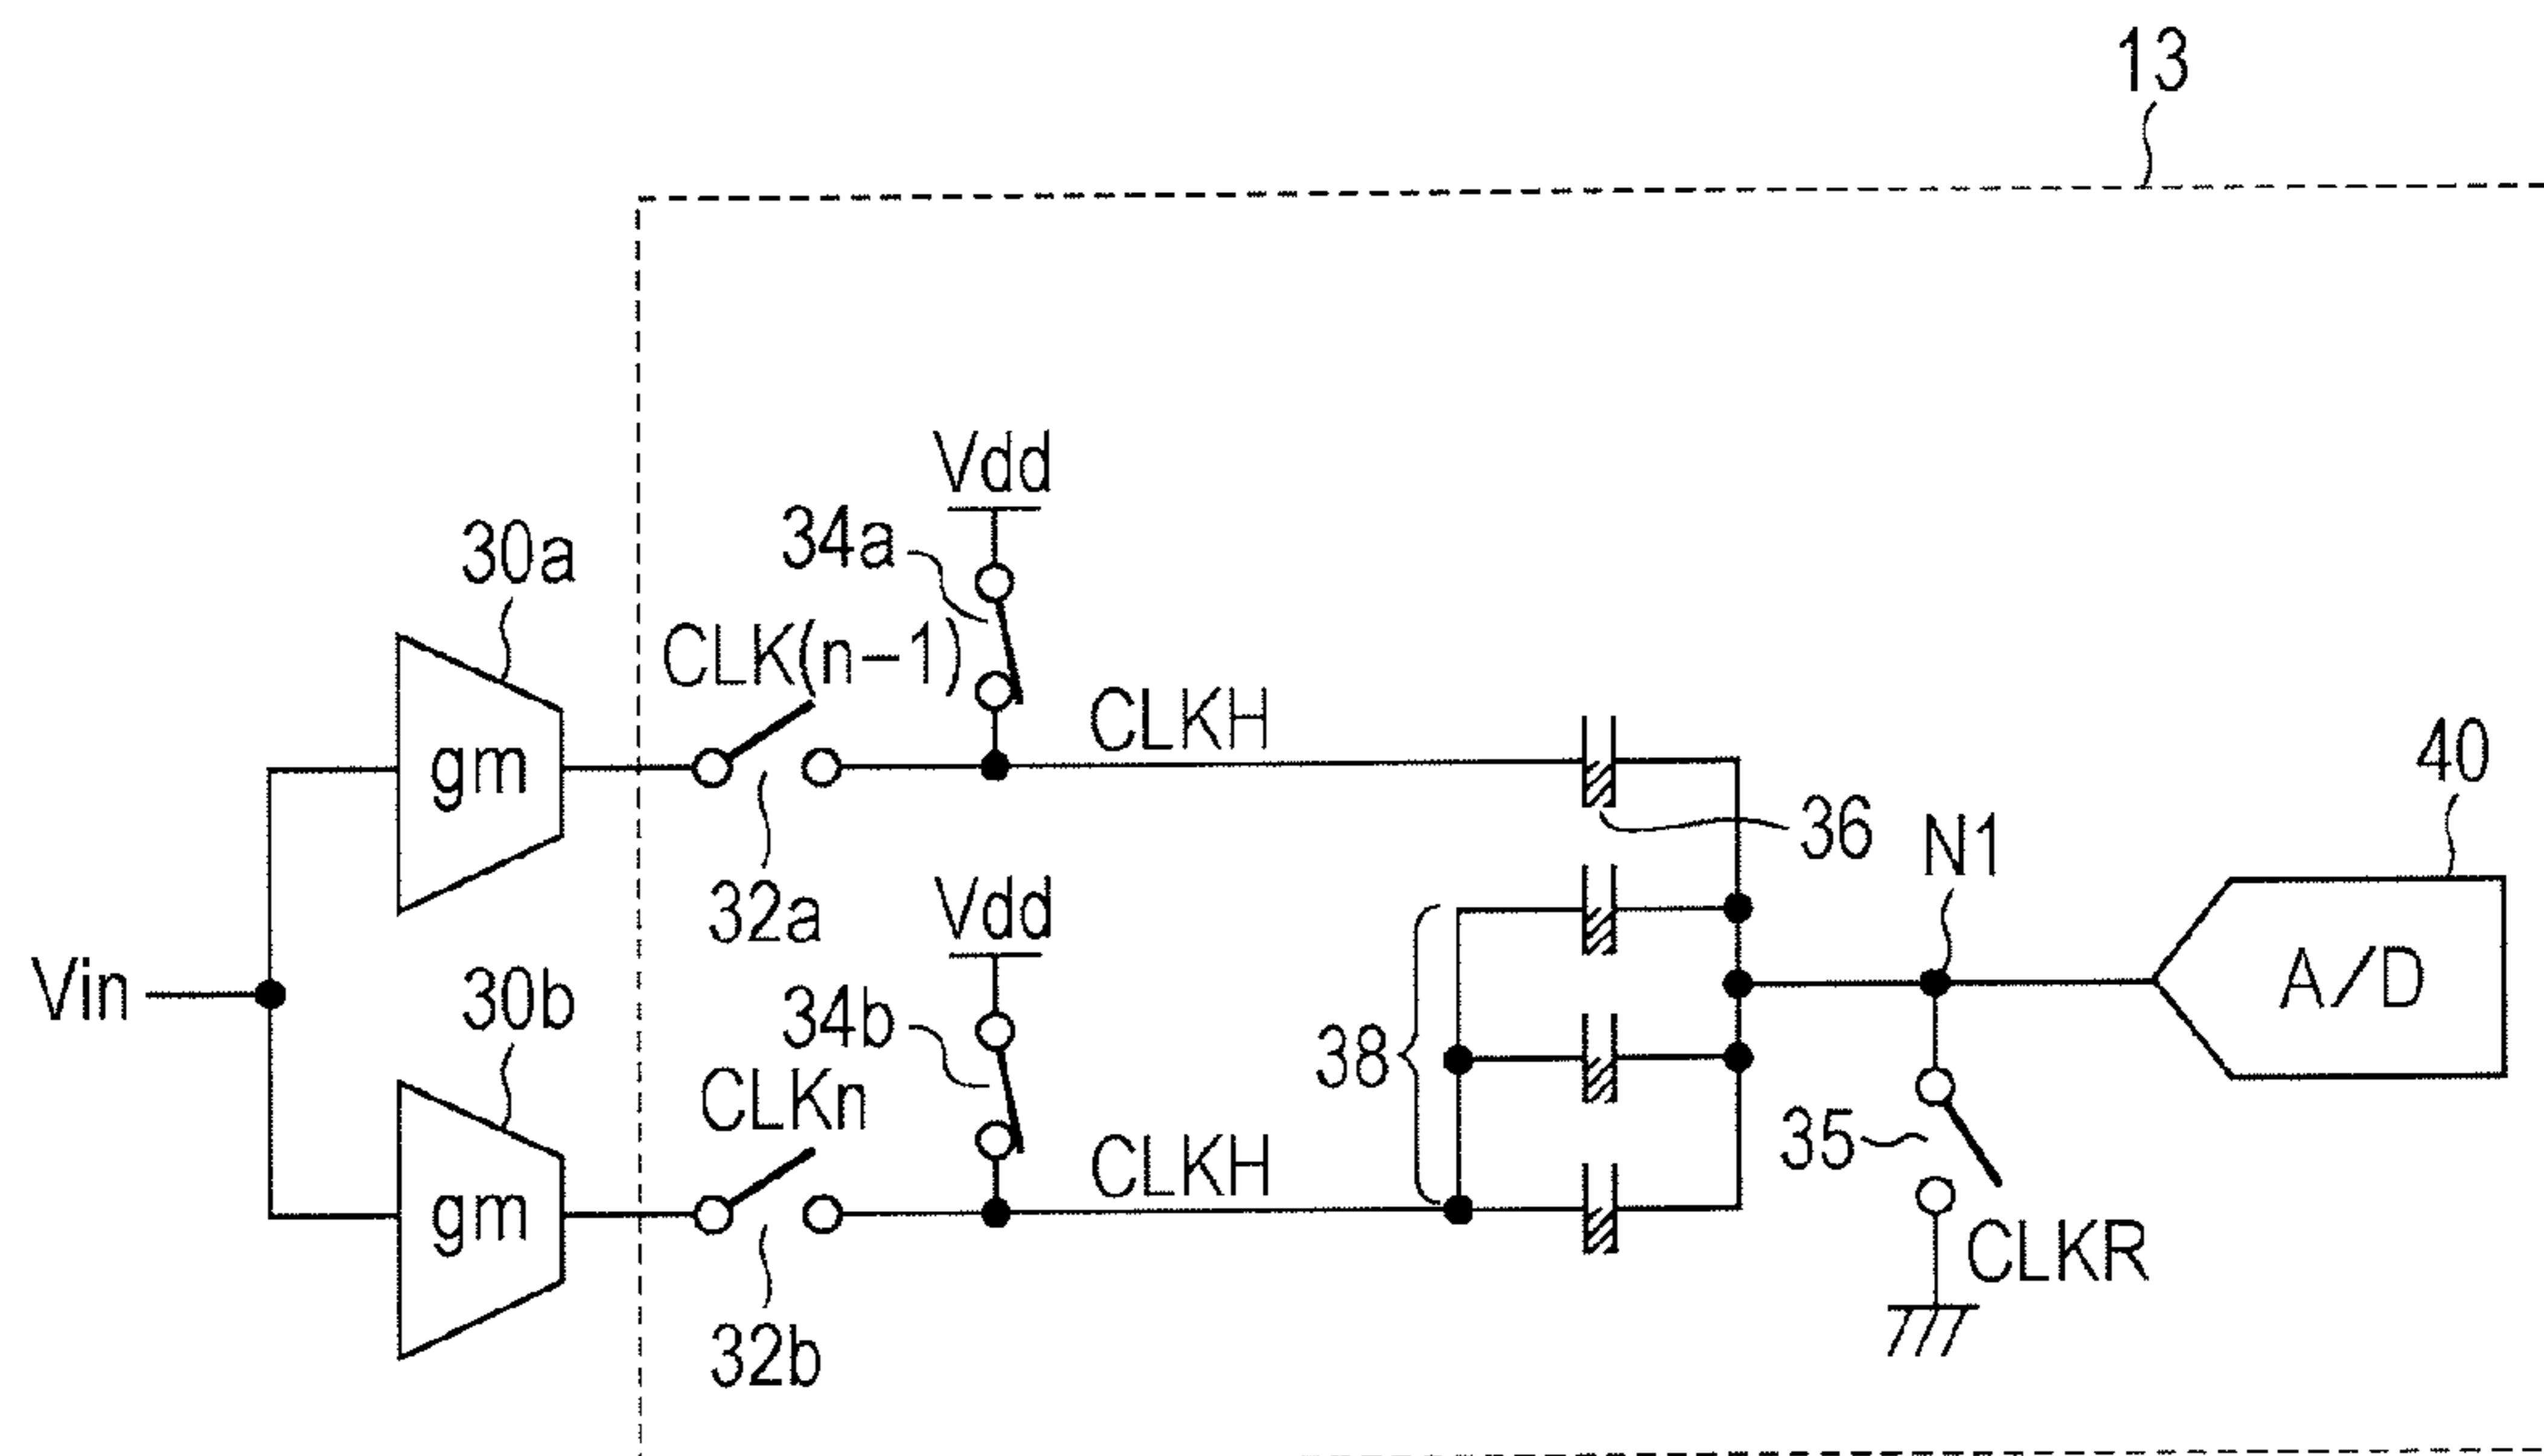 13
Vdd
34a
30a
CLK(n-1)
CLKH
gm
36
40
N1
32a
Vdd
Vin
30b
34b
A/D
38
CLKn
35
CLKH
gm
CLKR
32b